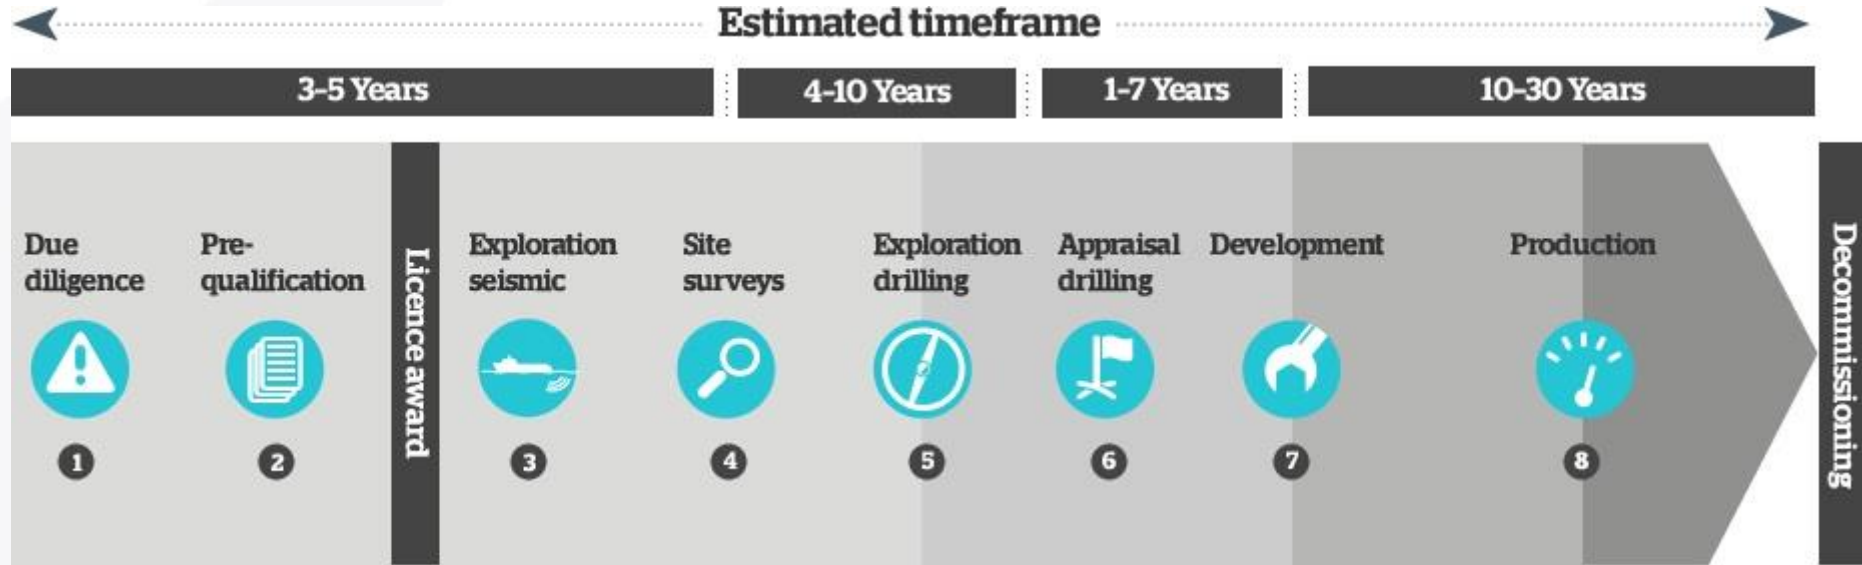 Estimated timeframe
3-5 Years
4-10 Years
1-7 Years
10-30 Years
Due
diligence
Pre-
qualification
Licence award
Exploration
seismic
Site
surveys
Exploration
drilling
Appraisal
drilling
Development
Production
Decommissioning
1
2
3
4
5
6
7
8